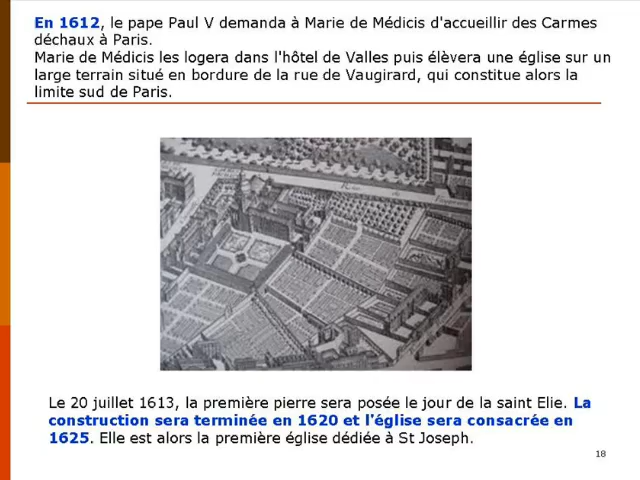 En 1612, le pape Paul V demanda à Marie de Médicis d'accueillir des Carmes
déchaux à Paris.
Marie de Médicis les logera dans l'hôtel de Valles puis élèvera une église sur un
large terrain situé en bordure de la rue de Vaugirard, qui constitue alors la
limite sud de Paris.
Le 20 juillet 1613, la première pierre sera posée le jour de la saint Elie. La
construction sera terminée en 1620 et l'église sera consacrée en
1625. Elle est alors la première église dédiée à St Joseph.
18